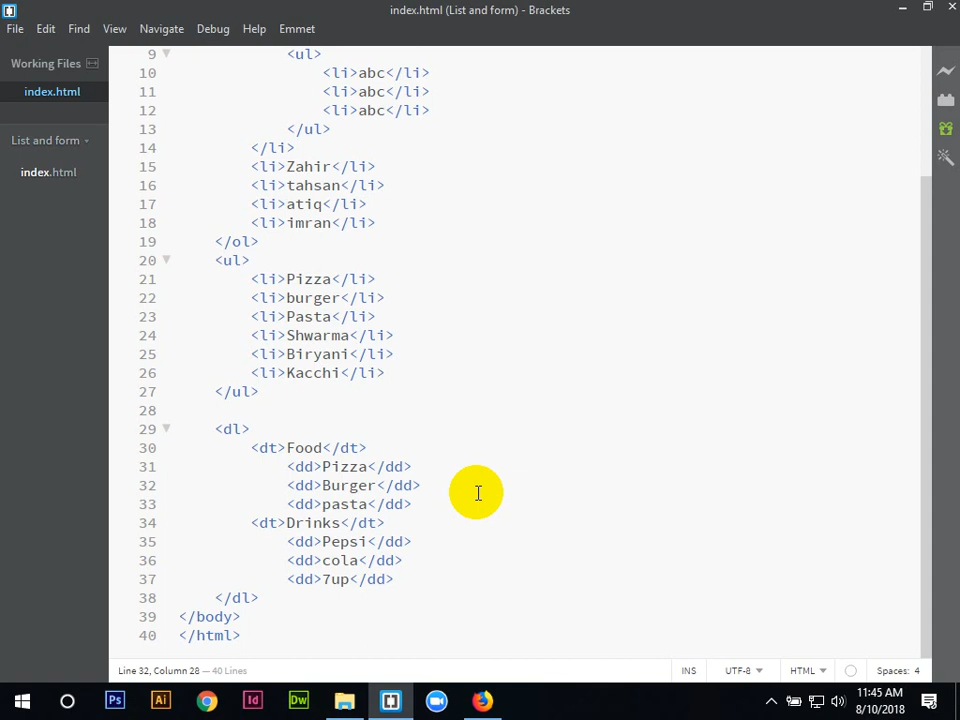 index.html (List and form) - Brackets
File Edit Find View Navigate Debug Help Emmet
Working Files
index.html
List and form
index.html
9 <ul>
10 <li>abc</li>
11 <li>abc</li>
12 <li>abc</li>
13 </ul>
14 </li>
15 <li>Zahir</li>
16 <li>tahsan</li>
17 <li>atiq</li>
18 <li>imran</li>
19 </ol>
20 <ul>
21 <li>Pizza</li>
22 <li>burger</li>
23 <li>Pasta</li>
24 <li>Shwarma</li>
25 <li>Biryani</li>
26 <li>Kacchi</li>
27 </ul>
28
29 <dl>
30 <dt>Food</dt>
31 <dd>Pizza</dd>
32 <dd>Burger</dd>
33 <dd>pasta</dd>
34 <dt>Drinks</dt>
35 <dd>Pepsi</dd>
36 <dd>cola</dd>
37 <dd>7up</dd>
38 </dl>
39 </body>
40 </html>
Line 32, Column 28 — 40 Lines INS UTF-8 HTML Spaces: 4
Ps Ai Id Dw
11:45 AM
8/10/2018